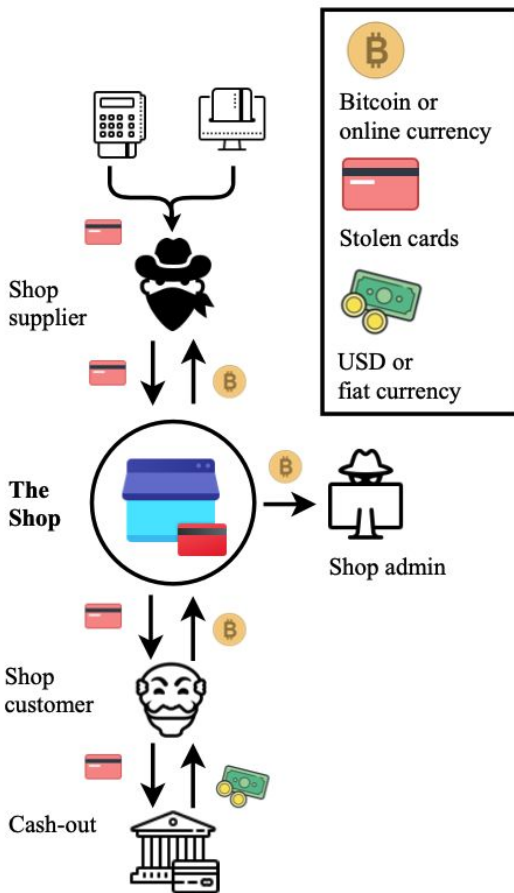 Bitcoin or
online currency
Stolen cards
USD or
fiat currency
Shop
supplier
The
Shop
Shop admin
Shop
customer
Cash-out